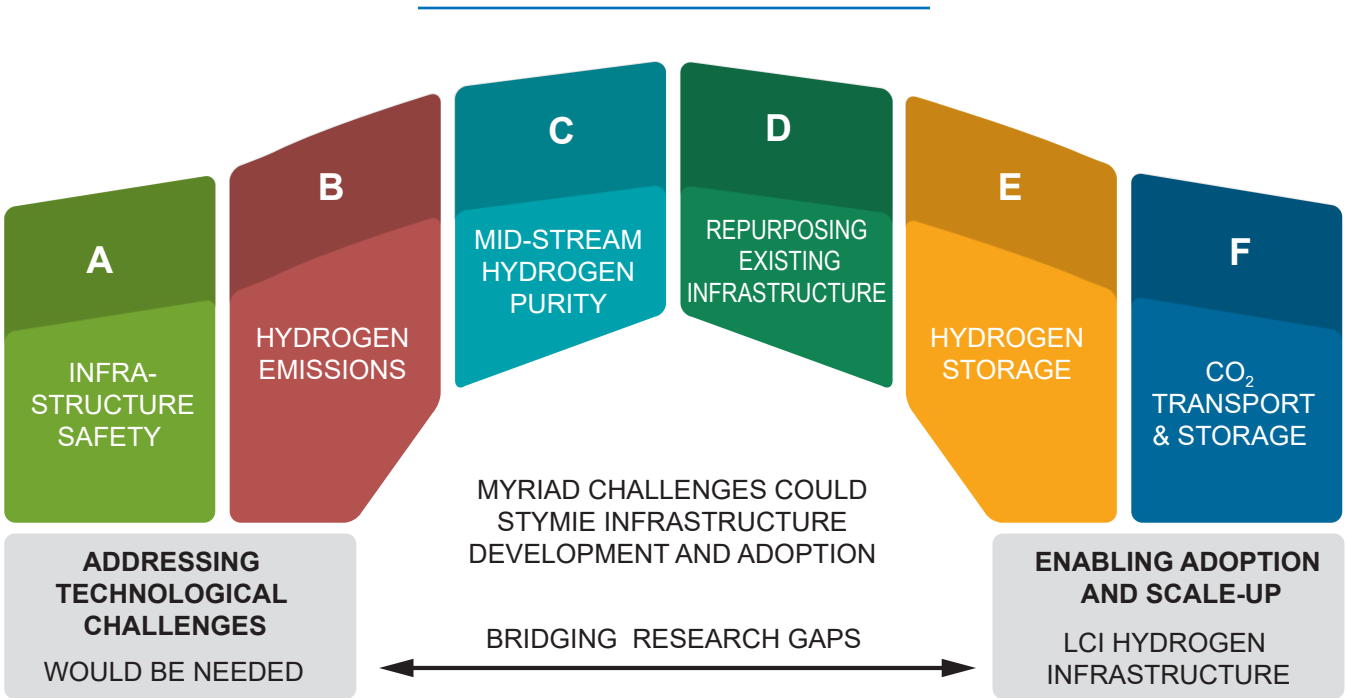 A
INFRA-
STRUCTURE
SAFETY
B
HYDROGEN
EMISSIONS
C
MID-STREAM
HYDROGEN
PURITY
D
REPURPOSING
EXISTING
INFRASTRUCTURE
E
HYDROGEN
STORAGE
F
CO₂
TRANSPORT
& STORAGE
MYRIAD CHALLENGES COULD
STYMIE INFRASTRUCTURE
DEVELOPMENT AND ADOPTION
ADDRESSING
TECHNOLOGICAL
CHALLENGES
WOULD BE NEEDED
BRIDGING RESEARCH GAPS
ENABLING ADOPTION
AND SCALE-UP
LCI HYDROGEN
INFRASTRUCTURE